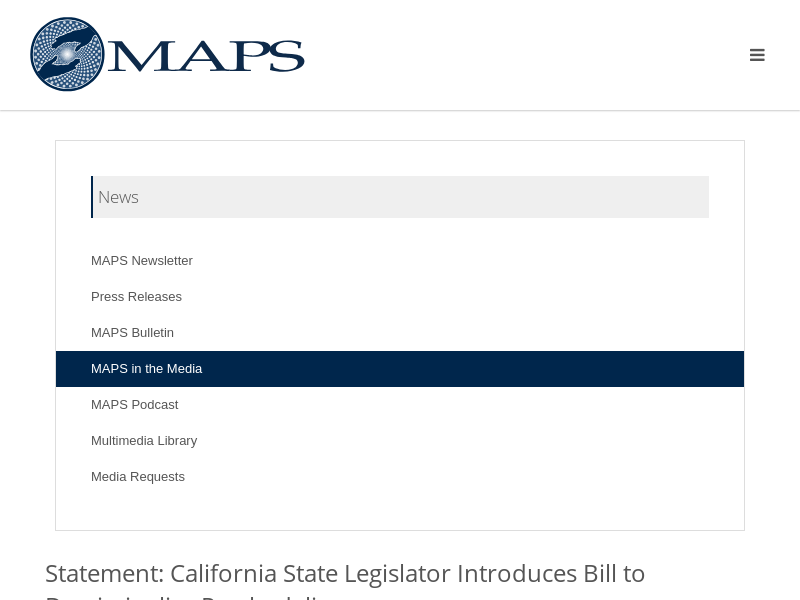 MAPS
News
MAPS Newsletter
Press Releases
MAPS Bulletin
MAPS in the Media
MAPS Podcast
Multimedia Library
Media Requests
Statement: California State Legislator Introduces Bill to